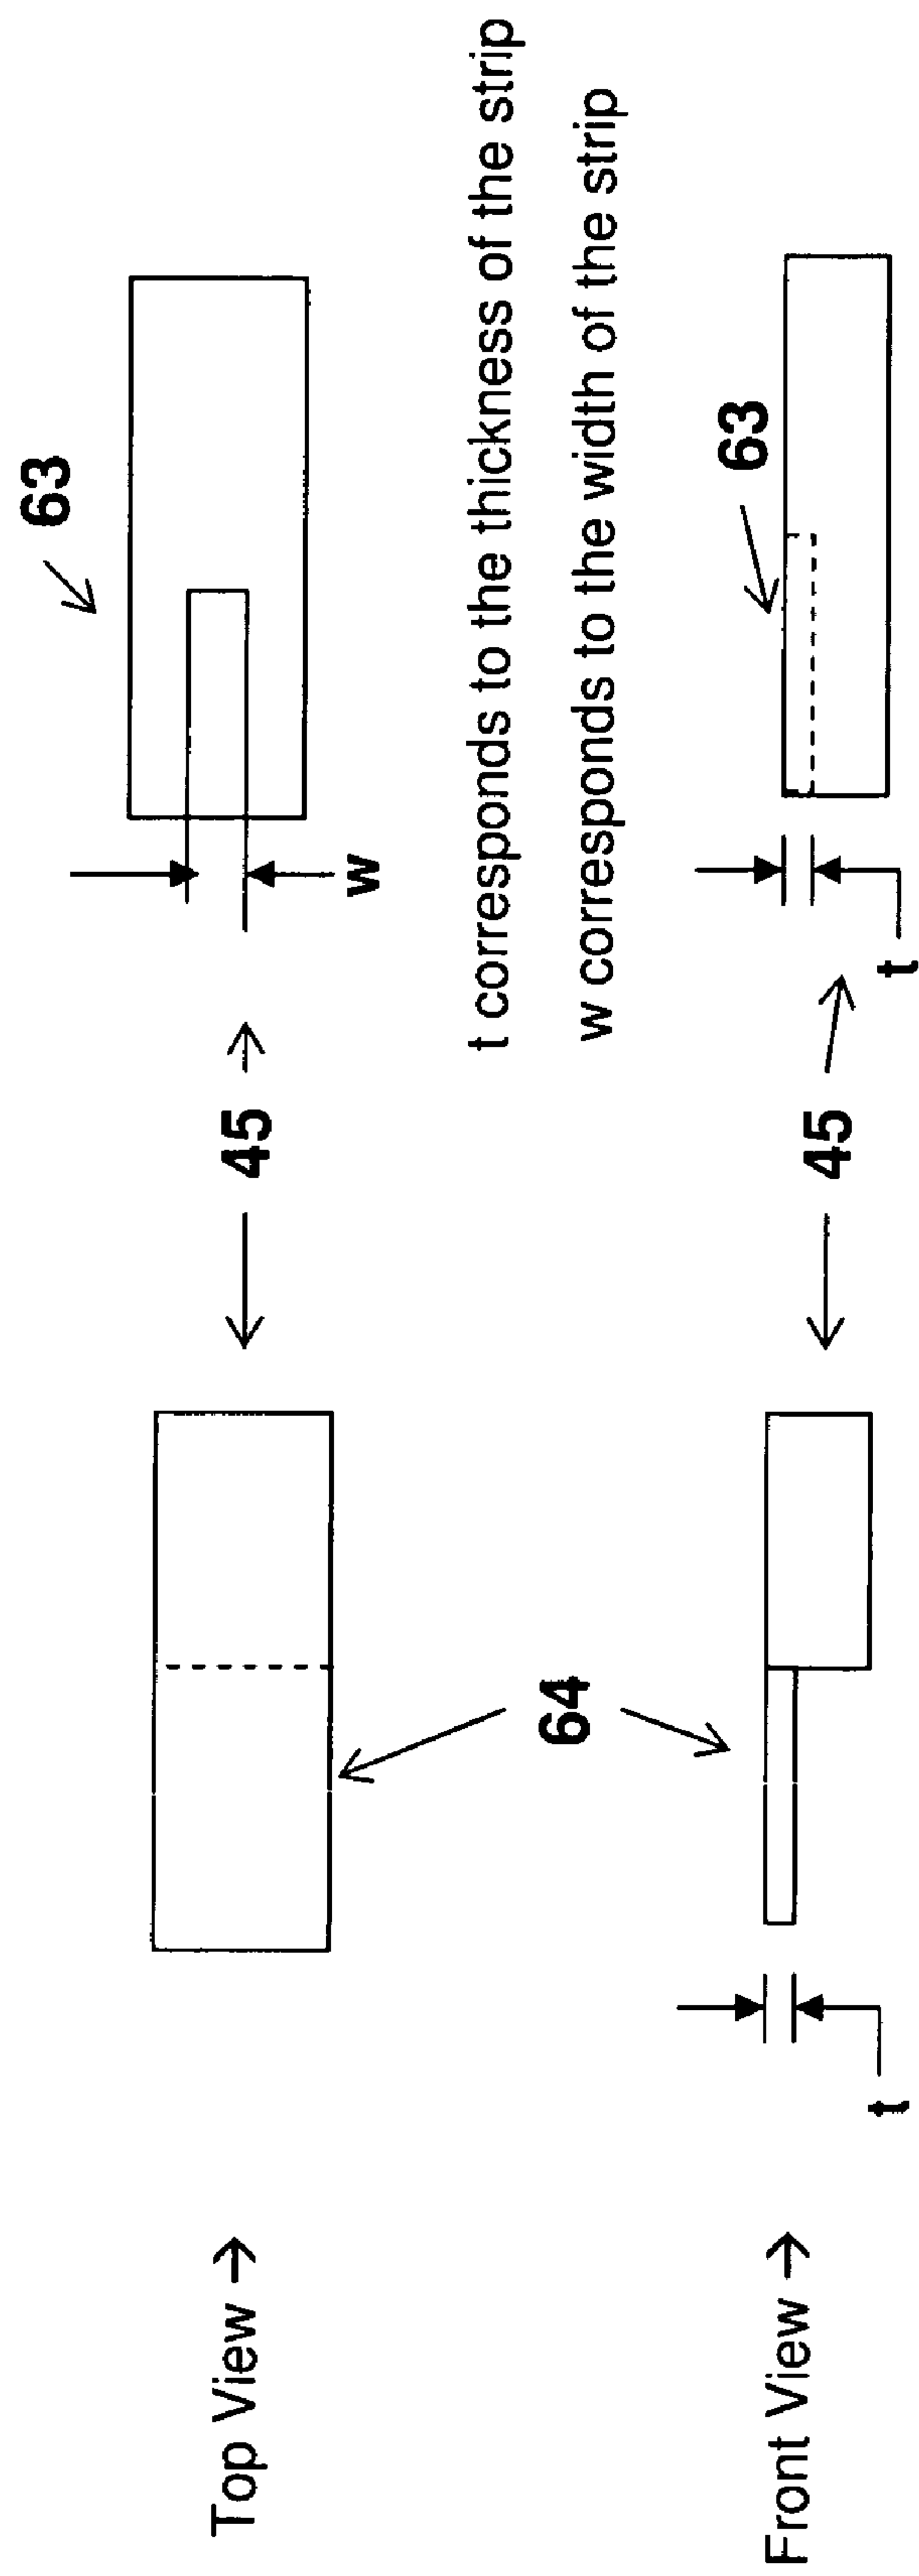 63
w
Top View →
45
t corresponds to the thickness of the strip
w corresponds to the width of the strip
64
63
Front View →
45
t
t